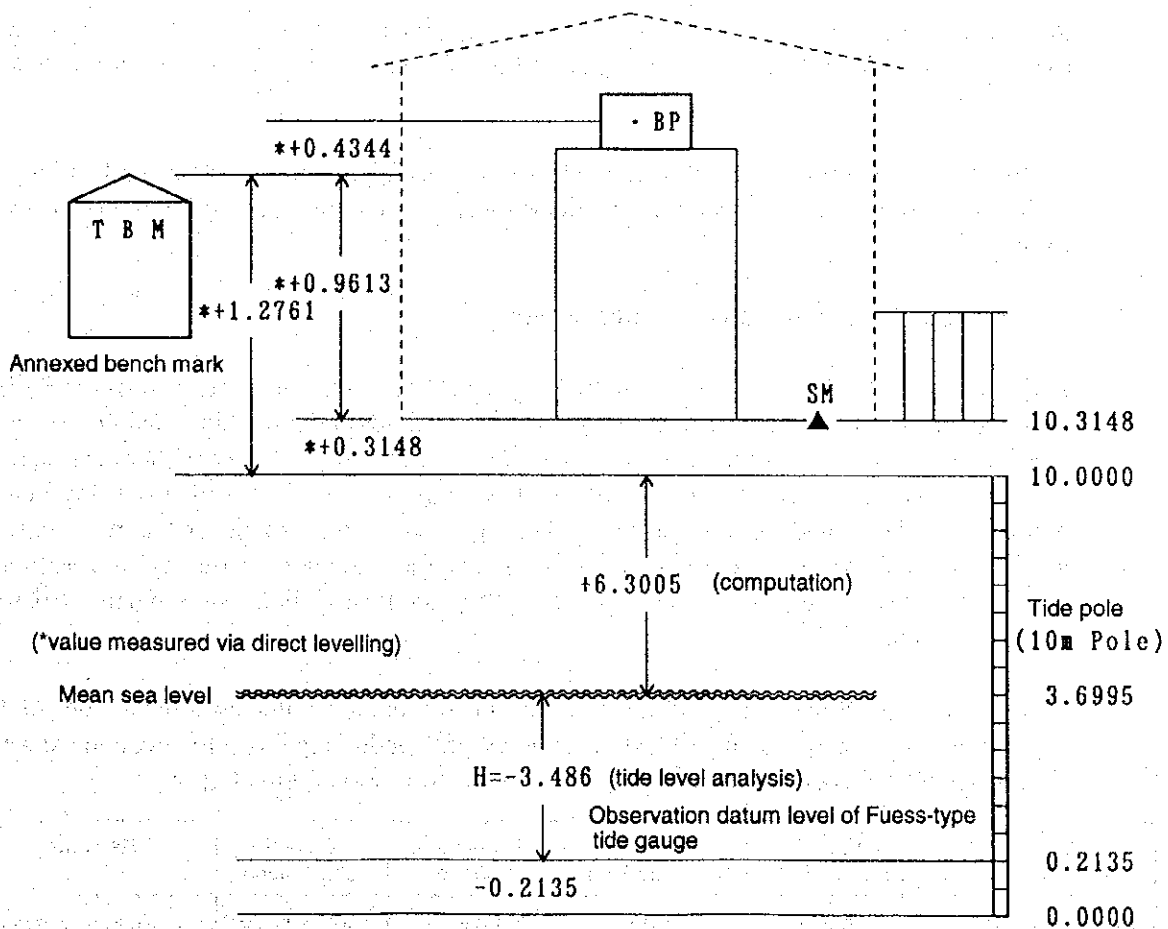 · BP
*+0.4344
T B M
*+0.9613
*+1.2761
Annexed bench mark
SM
10.3148
*+0.3148
10.0000
+6.3005 (computation)
Tide pole
(10m Pole)
(*value measured via direct levelling)
Mean sea level
3.6995
H=-3.486 (tide level analysis)
Observation datum level of Fuess-type
tide gauge
0.2135
-0.2135
0.0000